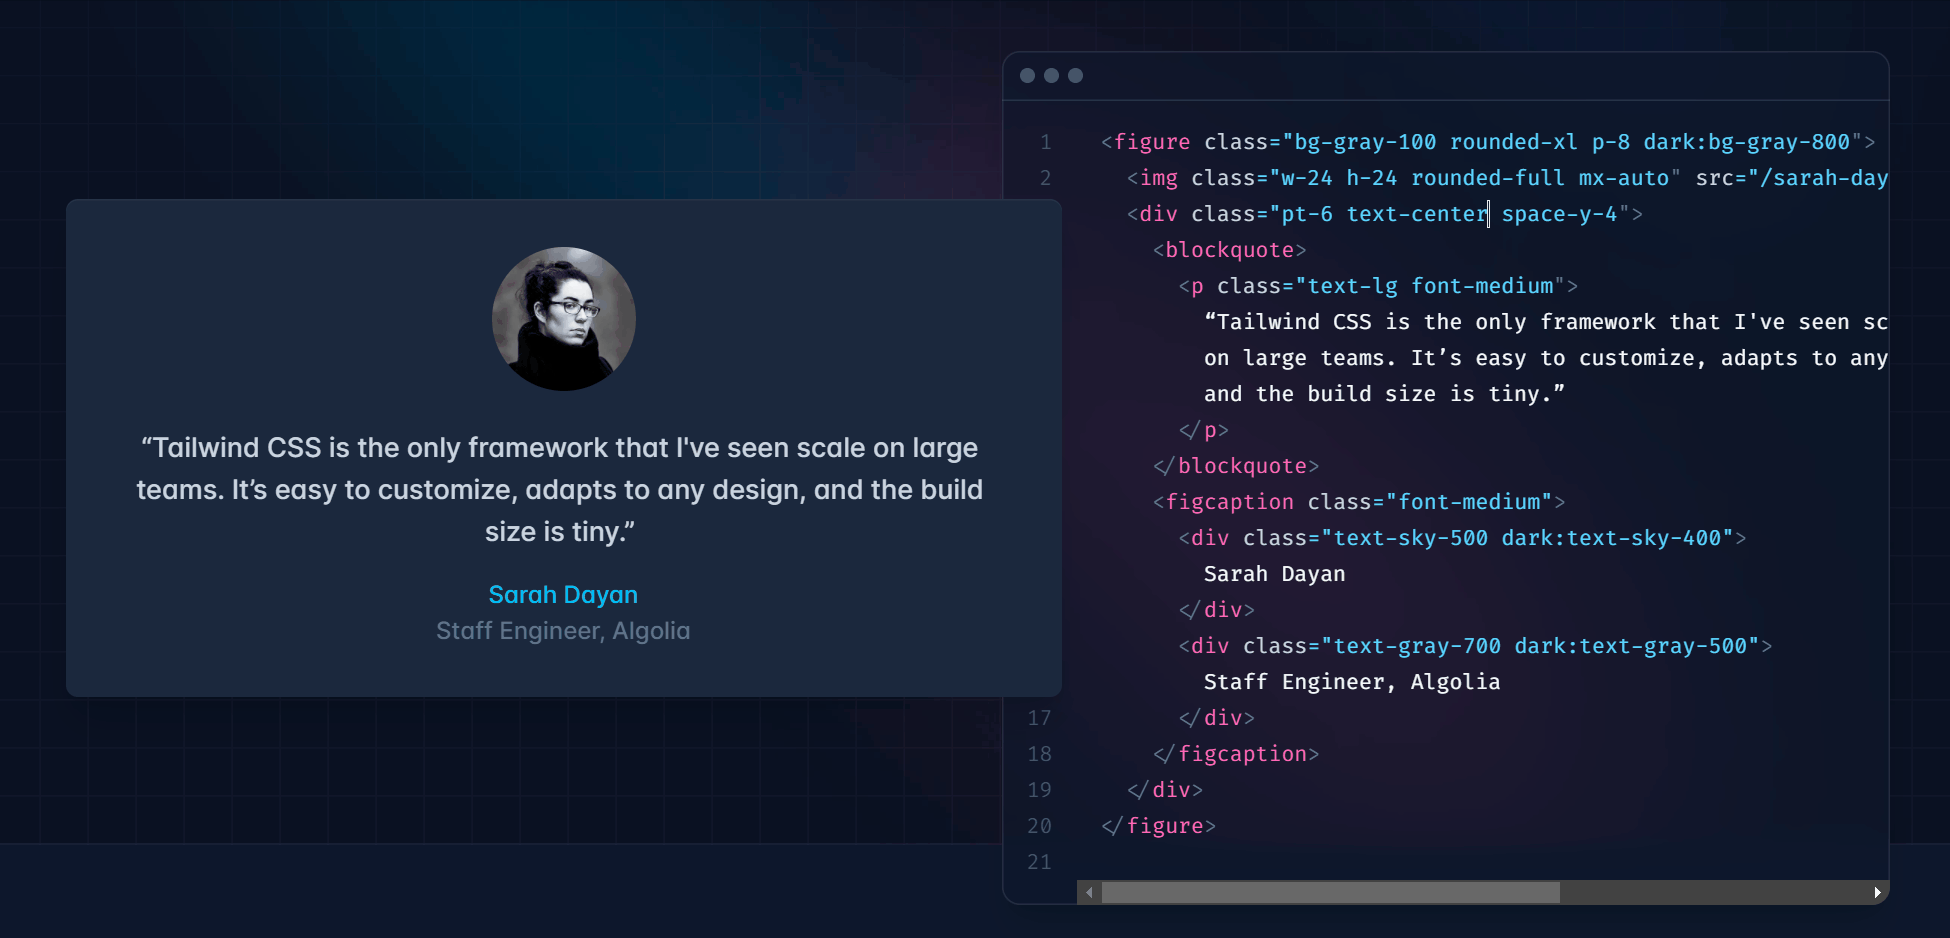 “Tailwind CSS is the only framework that I've seen scale on large
teams. It’s easy to customize, adapts to any design, and the build
size is tiny.”
Sarah Dayan
Staff Engineer, Algolia
1 <figure class="bg-gray-100 rounded-xl p-8 dark:bg-gray-800">
2 <img class="w-24 h-24 rounded-full mx-auto" src="/sarah-day
<div class="pt-6 text-center space-y-4">
<blockquote>
<p class="text-lg font-medium">
“Tailwind CSS is the only framework that I've seen sc
on large teams. It’s easy to customize, adapts to any
and the build size is tiny.”
</p>
</blockquote>
<figcaption class="font-medium">
<div class="text-sky-500 dark:text-sky-400">
Sarah Dayan
</div>
<div class="text-gray-700 dark:text-gray-500">
Staff Engineer, Algolia
17 </div>
18 </figcaption>
19 </div>
20 </figure>
21